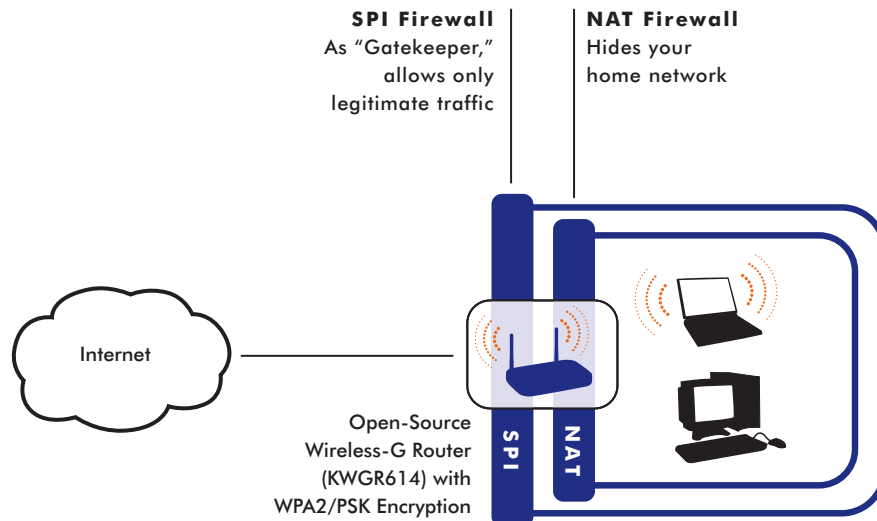 SPI Firewall
As “Gatekeeper,”
allows only
legitimate traffic
NAT Firewall
Hides your
home network
Internet
Open-Source
Wireless-G Router
(KWGR614) with
WPA2/PSK Encryption
SPI
NAT